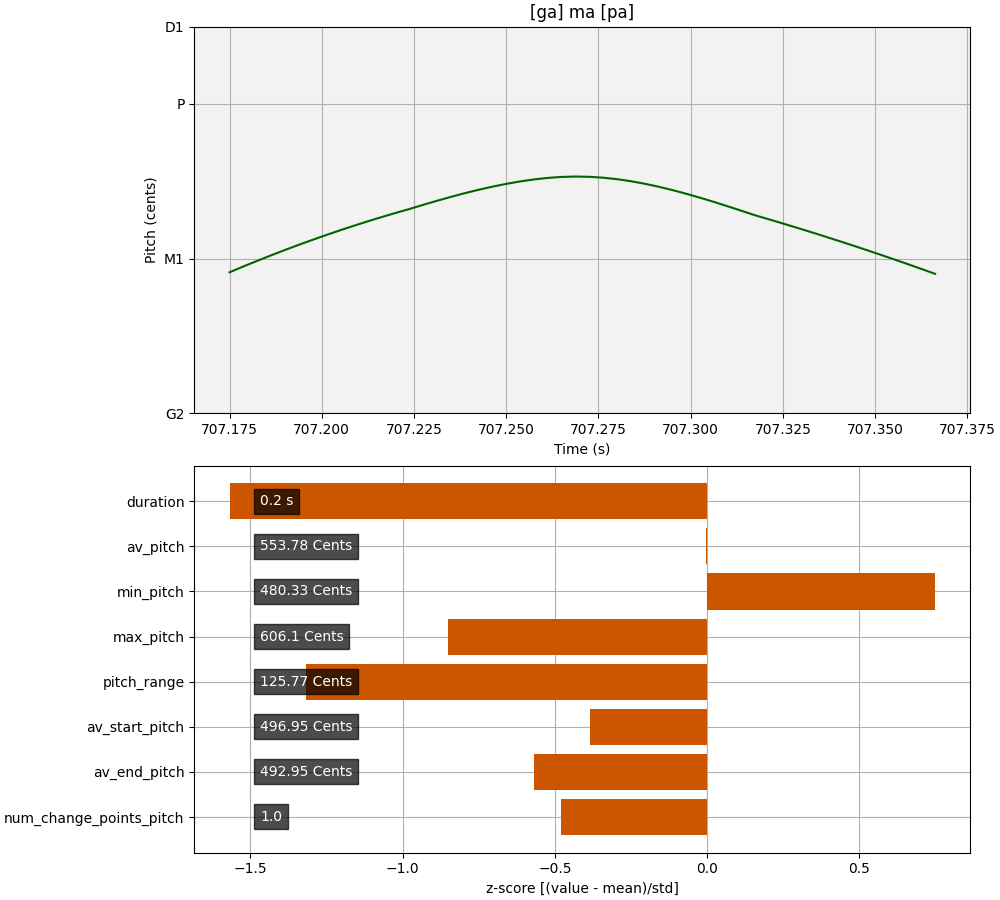 [ga] ma [pa]
D1
P
M1
G2
Pitch (cents)
707.175 707.200 707.225 707.250 707.275 707.300 707.325 707.350 707.375
Time (s)
duration 0.2 s
av_pitch 553.78 Cents
min_pitch 480.33 Cents
max_pitch 606.1 Cents
pitch_range 125.77 Cents
av_start_pitch 496.95 Cents
av_end_pitch 492.95 Cents
num_change_points_pitch 1.0
−1.5 −1.0 −0.5 0.0 0.5
z-score [(value - mean)/std]